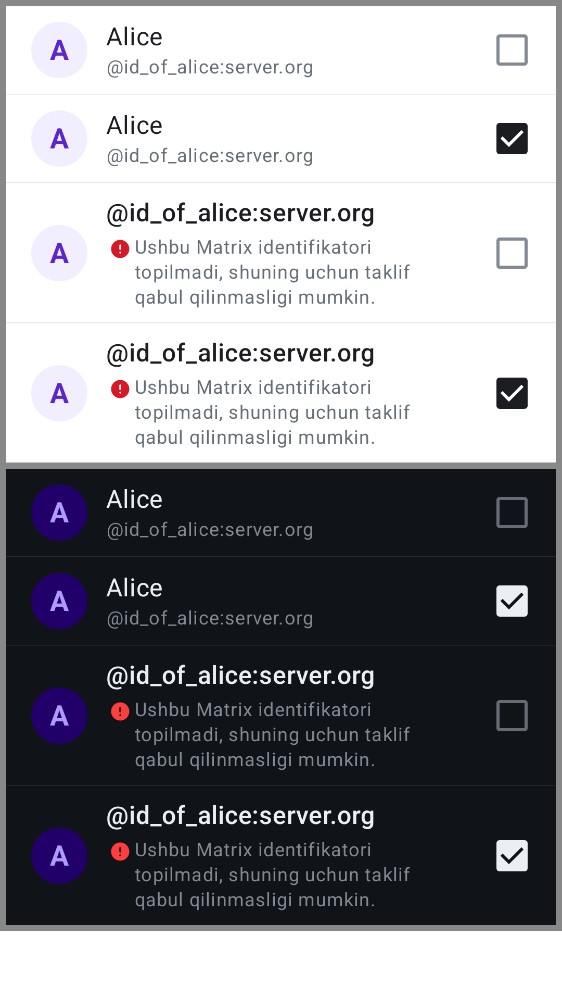 A
Alice
@id_of_alice:server.org
A
Alice
@id_of_alice:server.org
A
@id_of_alice:server.org
Ushbu Matrix identifikatori
topilmadi, shuning uchun taklif
qabul qilinmasligi mumkin.
A
@id_of_alice:server.org
Ushbu Matrix identifikatori
topilmadi, shuning uchun taklif
qabul qilinmasligi mumkin.
A
Alice
@id_of_alice:server.org
A
Alice
@id_of_alice:server.org
A
@id_of_alice:server.org
Ushbu Matrix identifikatori
topilmadi, shuning uchun taklif
qabul qilinmasligi mumkin.
A
@id_of_alice:server.org
Ushbu Matrix identifikatori
topilmadi, shuning uchun taklif
qabul qilinmasligi mumkin.